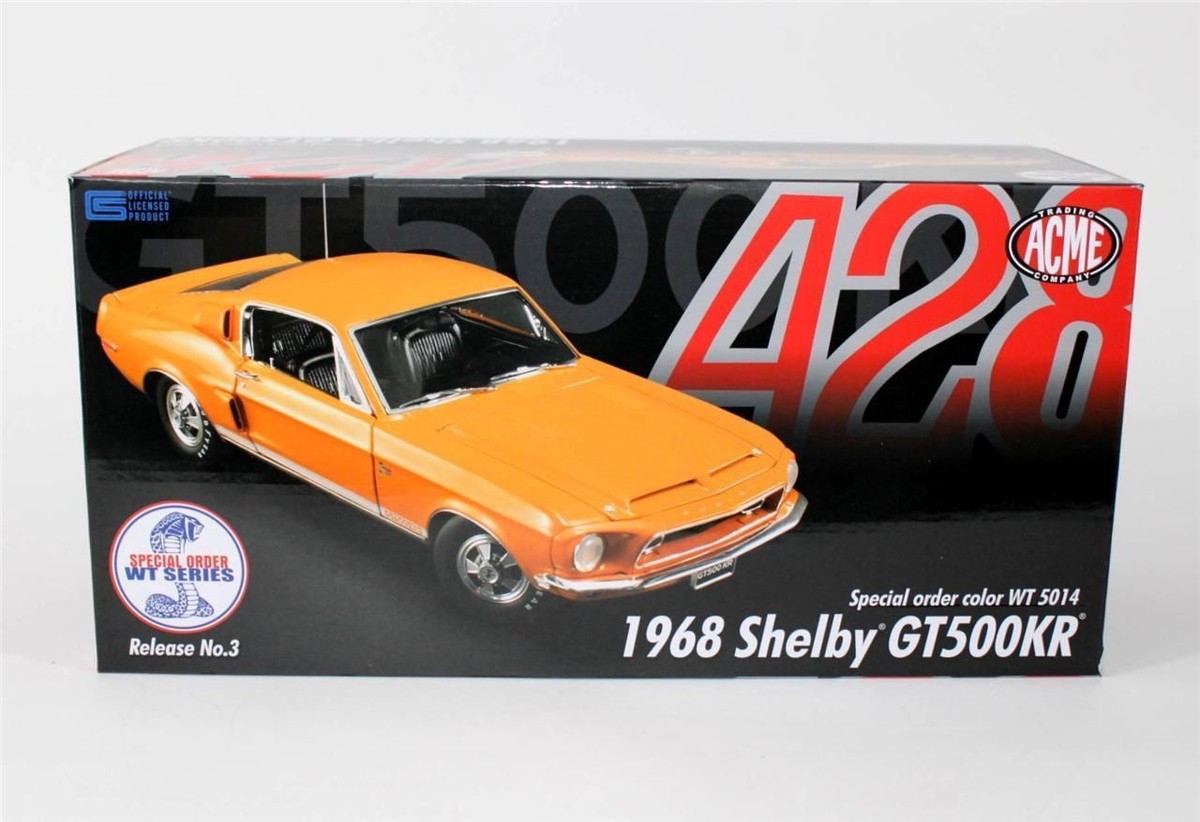 OFFICIAL
LICENSED
PRODUCT
GT500K
428
TRADING
ACME
COMPANY
GT500 KR
SPECIAL ORDER
WT SERIES
Release No.3
Special order color WT 5014
1968 Shelby® GT500KR®